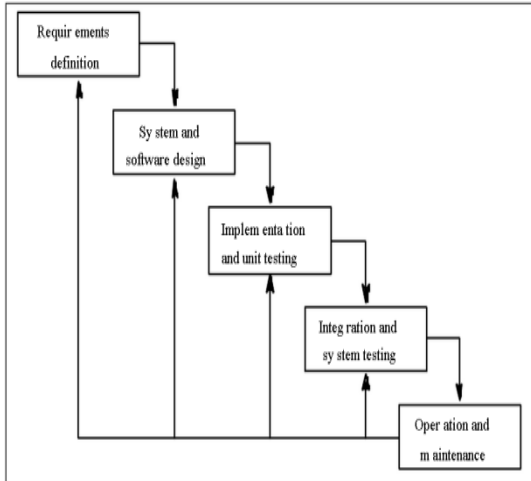 Requir ements
definition
Sy stem and
software design
Implem enta tion
and unit testing
Integ ration and
sy stem testing
Oper ation and
m aintenance